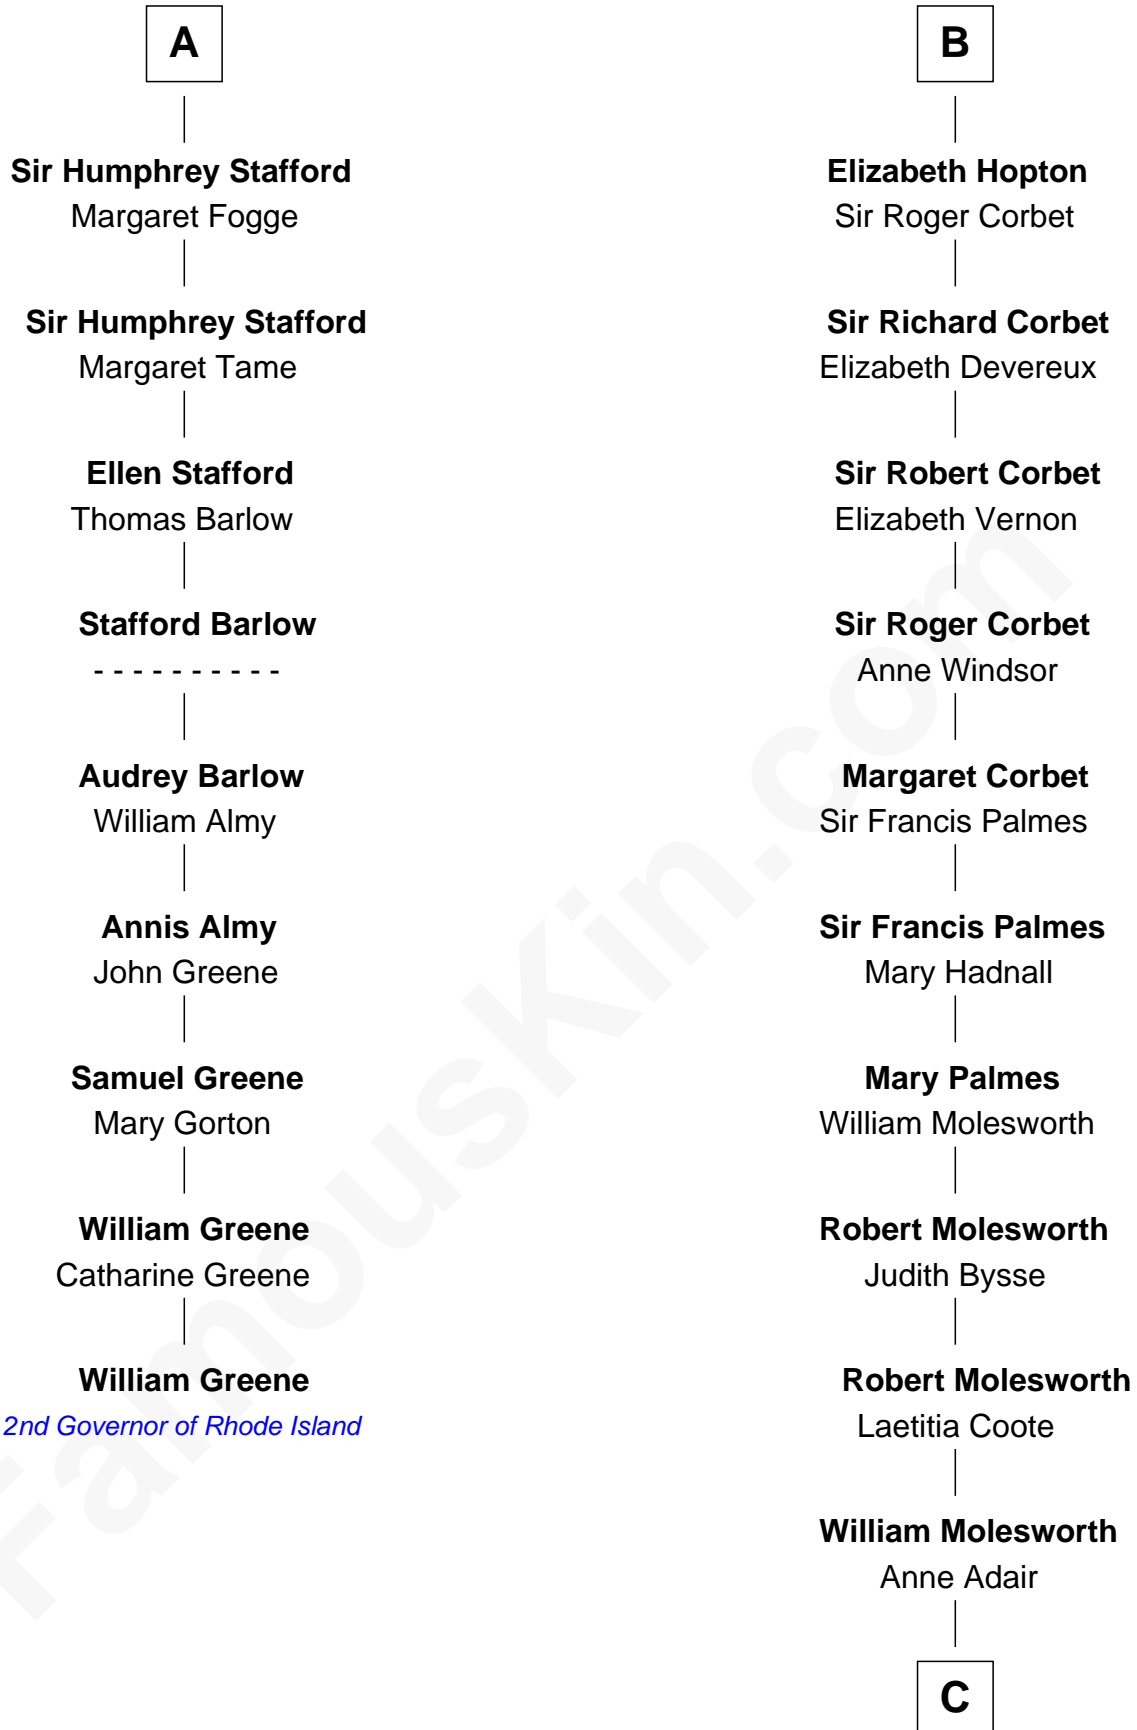 A
Sir Humphrey Stafford
Margaret Fogge
Sir Humphrey Stafford
Margaret Tame
Ellen Stafford
Thomas Barlow
Stafford Barlow
- - - - - - - - - -
Audrey Barlow
William Almy
Annis Almy
John Greene
Samuel Greene
Mary Gorton
William Greene
Catharine Greene
William Greene
2nd Governor of Rhode Island
B
Elizabeth Hopton
Sir Roger Corbet
Sir Richard Corbet
Elizabeth Devereux
Sir Robert Corbet
Elizabeth Vernon
Sir Roger Corbet
Anne Windsor
Margaret Corbet
Sir Francis Palmes
Sir Francis Palmes
Mary Hadnall
Mary Palmes
William Molesworth
Robert Molesworth
Judith Bysse
Robert Molesworth
Laetitia Coote
William Molesworth
Anne Adair
C
FamousKin.com